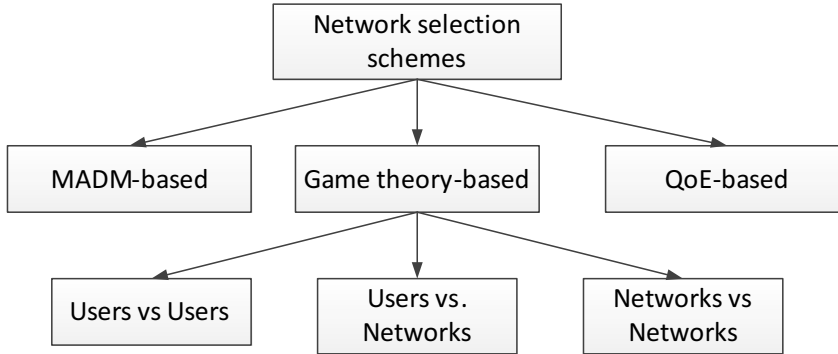 Network selection
schemes
MADM-based
Game theory-based
QoE-based
Users vs Users
Users vs.
Networks
Networks vs
Networks